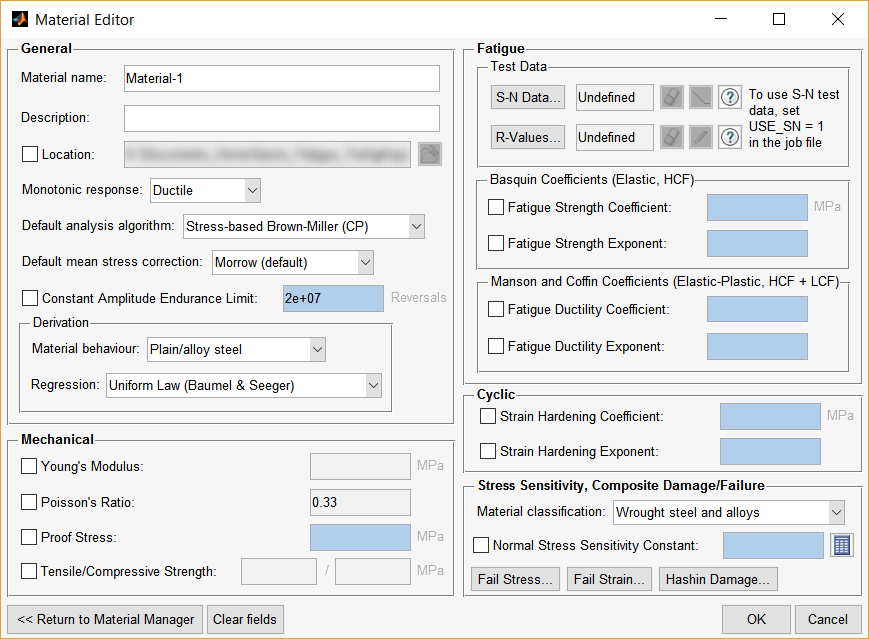 Material Editor
General
Material name: Material-1
Description:
Location:
Monotonic response: Ductile
Default analysis algorithm: Stress-based Brown-Miller (CP)
Default mean stress correction: Morrow (default)
Constant Amplitude Endurance Limit: 2e+07 Reversals
Derivation
Material behaviour: Plain/alloy steel
Regression: Uniform Law (Baumel & Seeger)
Mechanical
Young's Modulus: MPa
Poisson's Ratio: 0.33
Proof Stress: MPa
Tensile/Compressive Strength: / MPa
Fatigue
Test Data
S-N Data... Undefined
R-Values... Undefined
To use S-N test
data, set
USE_SN = 1
in the job file
Basquin Coefficients (Elastic, HCF)
Fatigue Strength Coefficient: MPa
Fatigue Strength Exponent:
Manson and Coffin Coefficients (Elastic-Plastic, HCF + LCF)
Fatigue Ductility Coefficient:
Fatigue Ductility Exponent:
Cyclic
Strain Hardening Coefficient: MPa
Strain Hardening Exponent:
Stress Sensitivity, Composite Damage/Failure
Material classification: Wrought steel and alloys
Normal Stress Sensitivity Constant:
Fail Stress... Fail Strain... Hashin Damage...
<< Return to Material Manager Clear fields OK Cancel